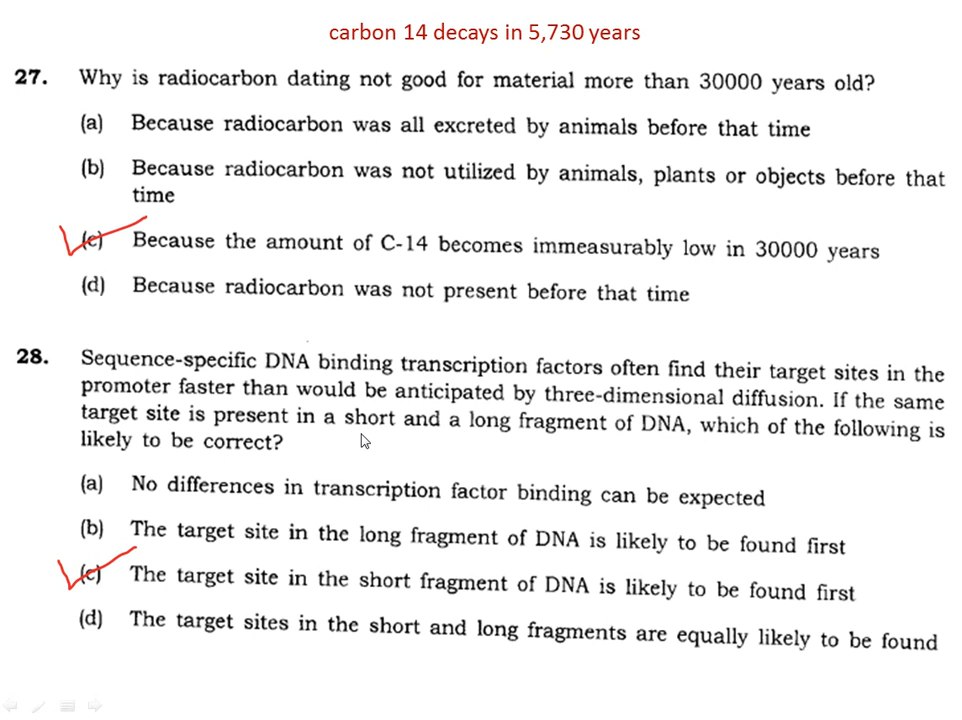 carbon 14 decays in 5,730 years
27. Why is radiocarbon dating not good for material more than 30000 years old?
(a) Because radiocarbon was all excreted by animals before that time
(b) Because radiocarbon was not utilized by animals, plants or objects before that
time
(c) Because the amount of C-14 becomes immeasurably low in 30000 years
(d) Because radiocarbon was not present before that time
28. Sequence-specific DNA binding transcription factors often find their target sites in the
promoter faster than would be anticipated by three-dimensional diffusion. If the same
target site is present in a short and a long fragment of DNA, which of the following is
likely to be correct?
(a) No differences in transcription factor binding can be expected
(b) The target site in the long fragment of DNA is likely to be found first
(c) The target site in the short fragment of DNA is likely to be found first
(d) The target sites in the short and long fragments are equally likely to be found